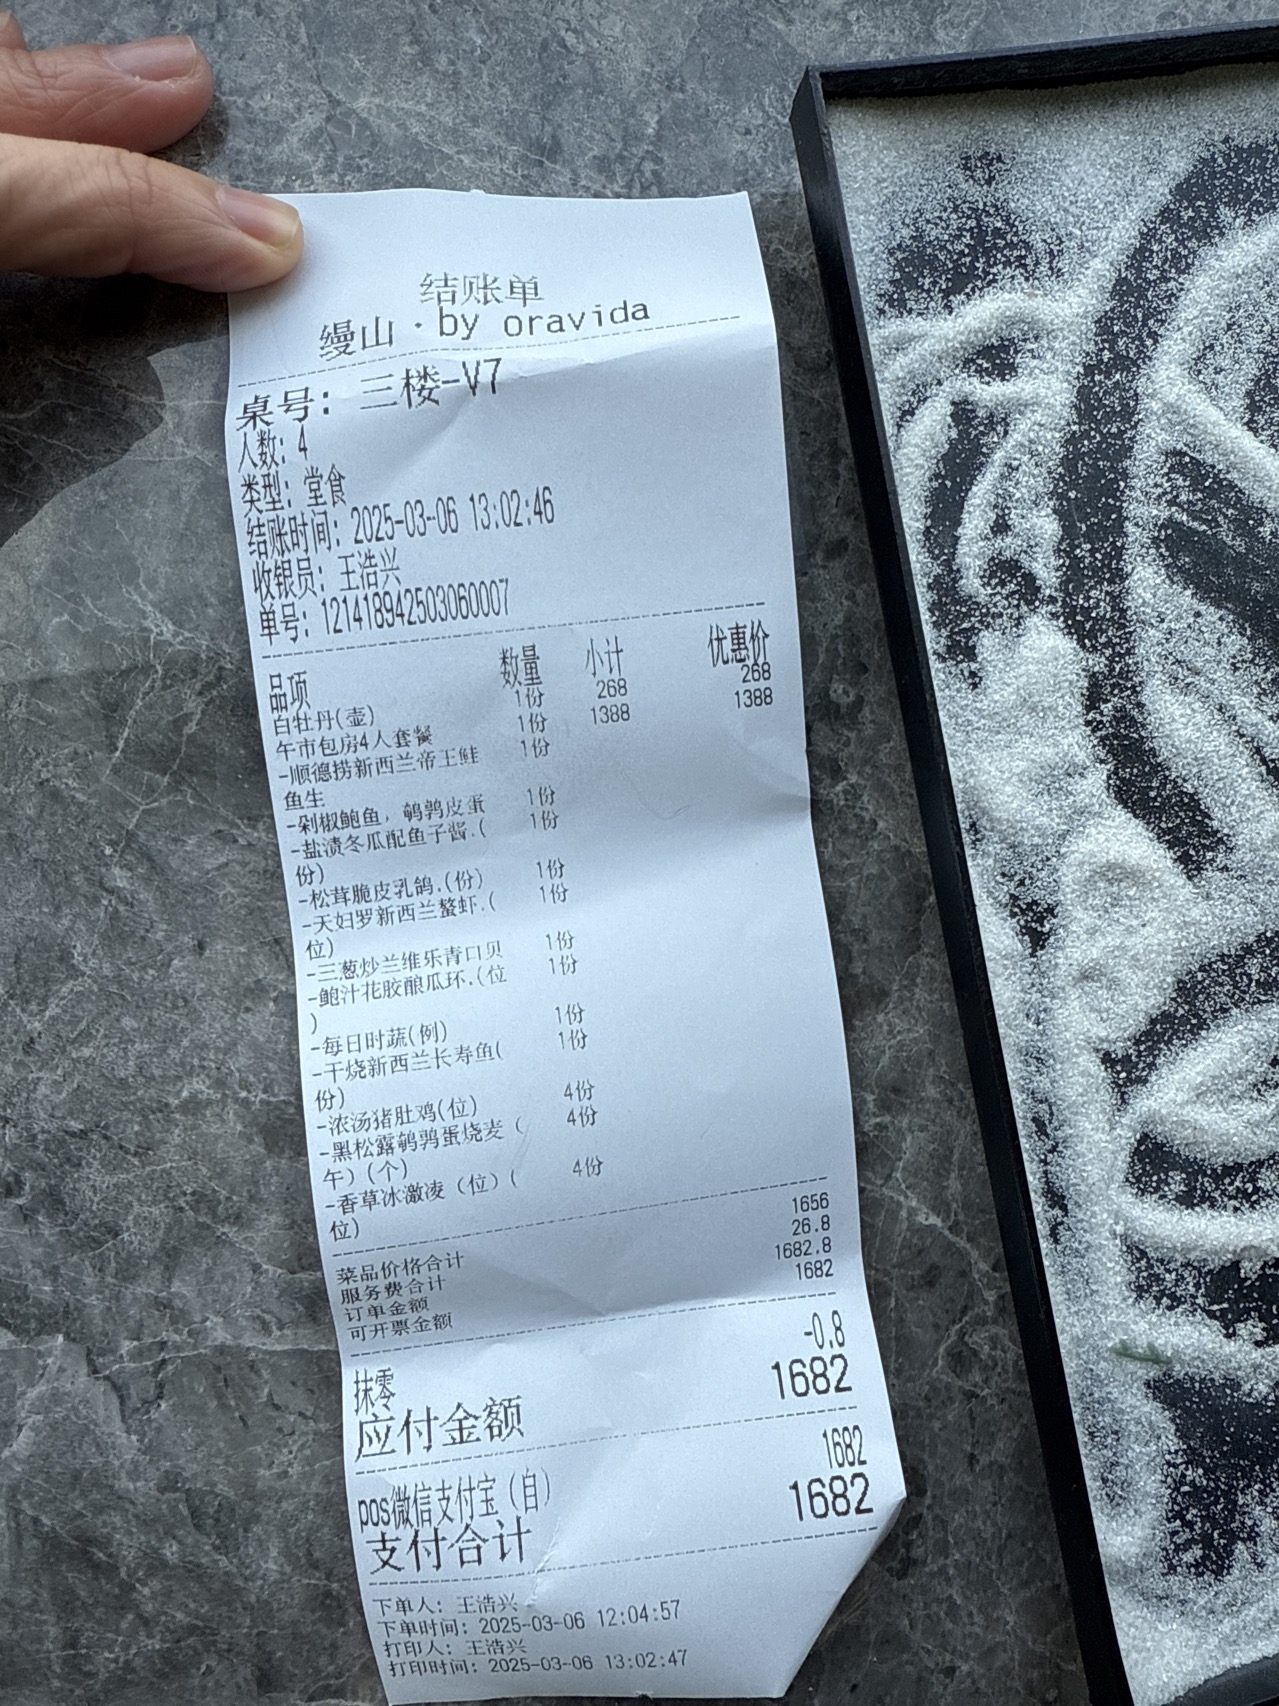 结账单
缦山·by oravida
桌号: 三楼-V7
人数: 4
类型: 堂食
结账时间: 2025-03-06 13:02:46
收银员: 王浩兴
单号: 121418942503060007
品项 数量 小计 优惠价
白牡丹(壶) 1份 268 268
午市包房4人套餐 1份 1388 1388
-顺德捞新西兰帝王鲑 1份
鱼生
-剁椒鲍鱼，鹌鹑皮蛋 1份
-盐渍冬瓜配鱼子酱.( 1份
份)
-松茸脆皮乳鸽.(份) 1份
-天妇罗新西兰螯虾.( 1份
位)
-三葱炒兰维乐青口贝 1份
-鲍汁花胶酿瓜环.(位 1份
)
-每日时蔬(例) 1份
-干烧新西兰长寿鱼( 1份
份)
-浓汤猪肚鸡(位) 4份
-黑松露鹌鹑蛋烧麦 ( 4份
午) (个)
-香草冰激凌 (位) ( 4份
位)
菜品价格合计 1656
服务费合计 26.8
订单金额 1682.8
可开票金额 1682
抹零 -0.8
应付金额 1682
pos微信支付宝 (自) 1682
支付合计 1682
下单人: 王浩兴
下单时间: 2025-03-06 12:04:57
打印人: 王浩兴
打印时间: 2025-03-06 13:02:47